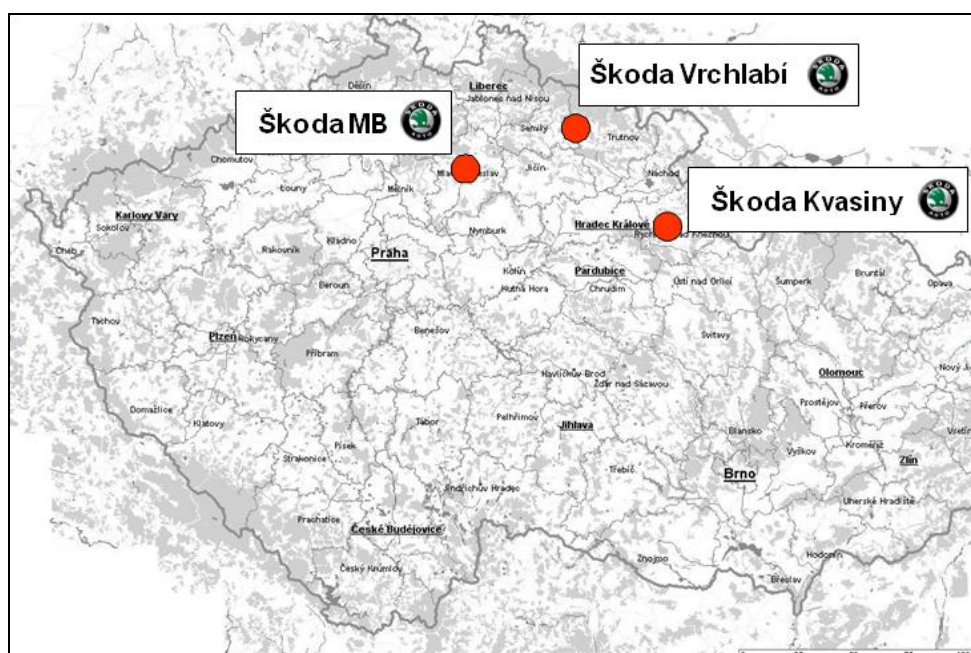 Škoda Vrchlabí
Škoda MB
Škoda Kvasiny
Děčín
Liberec
Jablonec nad Nisou
Semily
Trutnov
Chomutov
Jičín
Náchod
Louny
Mělník
Karlovy Vary
Sokolov
Hradec Králové
Nymburk
Cheb
Rakovník
Kladno
Praha
Kolín
Pardubice
Kutná Hora
Chrudim
Ústí nad Orlicí
Šumperk
Bruntál
Opava
Beroun
Tachov
Plzeň
Rokycany
Příbram
Benešov
Svitavy
Havlíčkův Brod
Žďár nad Sázavou
Olomouc
Nový
Domažlice
Klatovy
Tábor
Pelhřimov
Jihlava
Prostějov
Přerov
Blansko
Vyškov
Kroměříž
Vsetín
Zlín
Písek
Strakonice
Třebíč
Brno
Jindřichův Hradec
Uherské Hradiště
Prachatice
České Budějovice
Znojmo
Hodonín
Český Krumlov
Břeclav